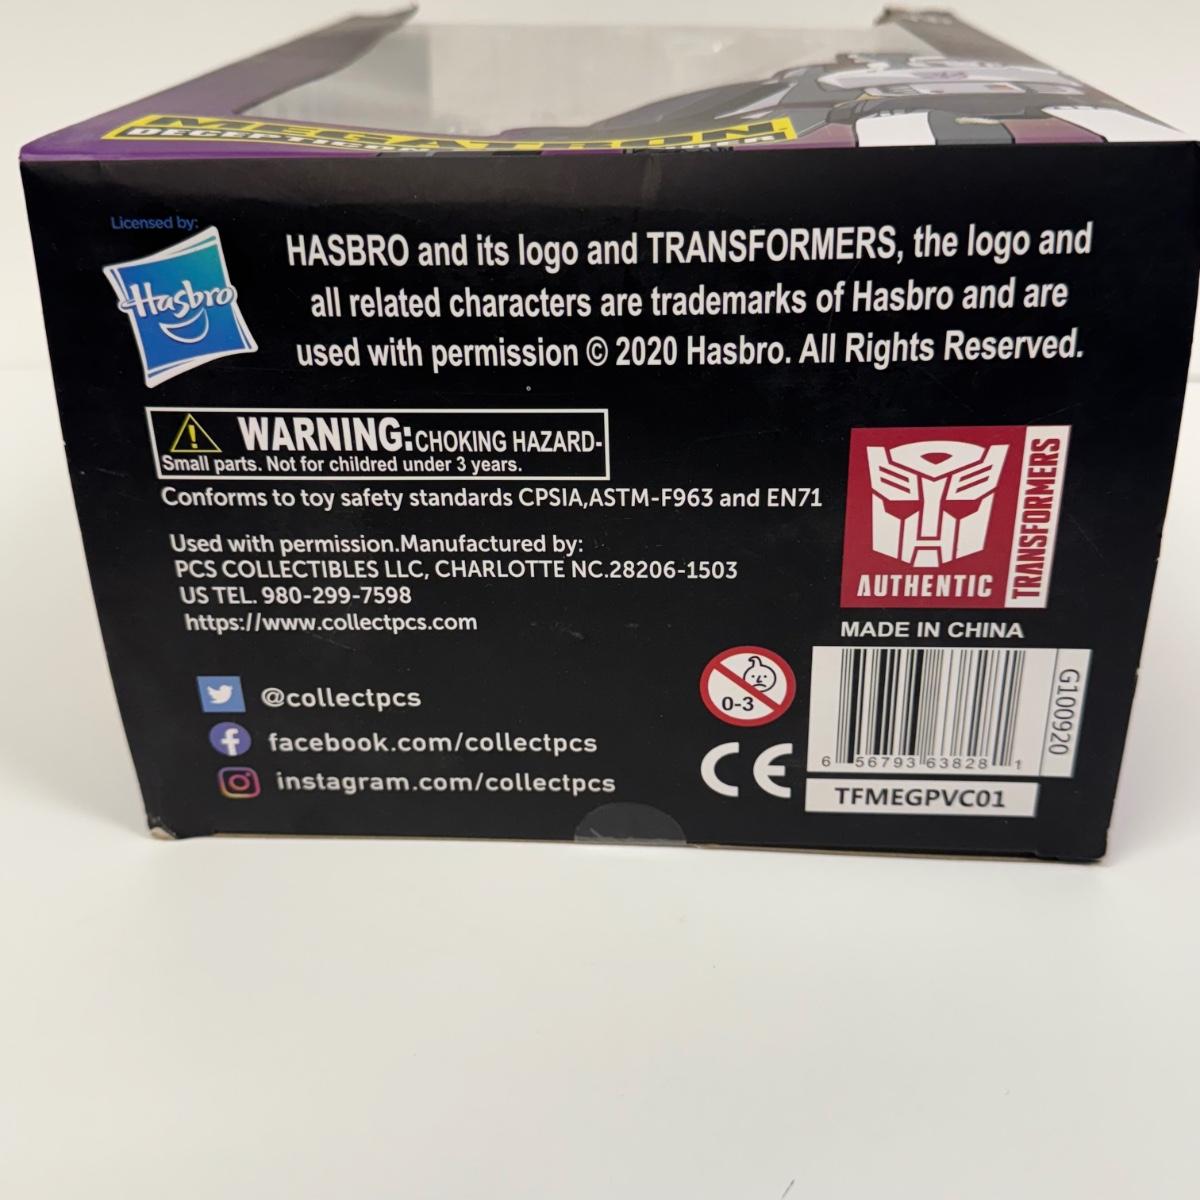 MEGATRON
Licensed by:
Hasbro
HASBRO and its logo and TRANSFORMERS, the logo and
all related characters are trademarks of Hasbro and are
used with permission © 2020 Hasbro. All Rights Reserved.
WARNING: CHOKING HAZARD-
Small parts. Not for childred under 3 years.
Conforms to toy safety standards CPSIA,ASTM-F963 and EN71
Used with permission.Manufactured by:
PCS COLLECTIBLES LLC, CHARLOTTE NC.28206-1503
US TEL. 980-299-7598
https://www.collectpcs.com
@collectpcs
facebook.com/collectpcs
instagram.com/collectpcs
AUTHENTIC
TRANSFORMERS
MADE IN CHINA
0-3
CE
6 56793 63828 1
G100920
TFMEGPVC01